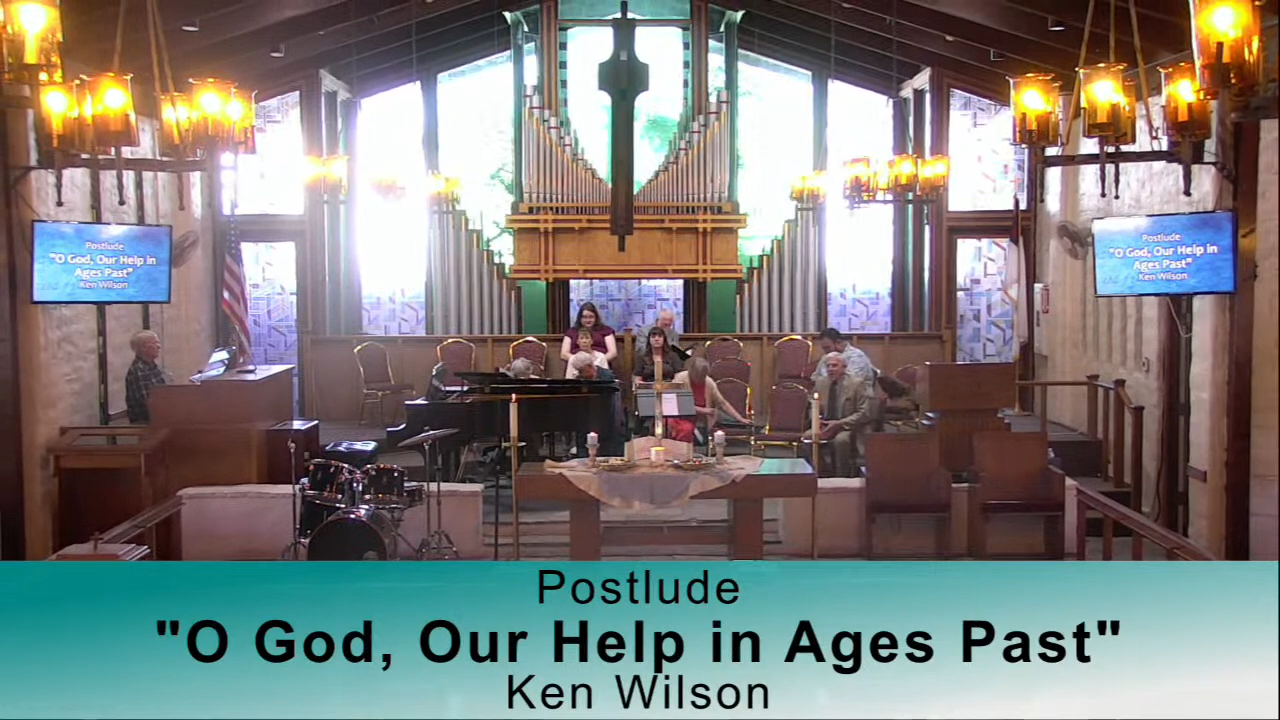 Postlude
"O God, Our Help in
Ages Past"
Ken Wilson
Postlude
"O God, Our Help in
Ages Past"
Ken Wilson
Postlude
"O God, Our Help in Ages Past"
Ken Wilson